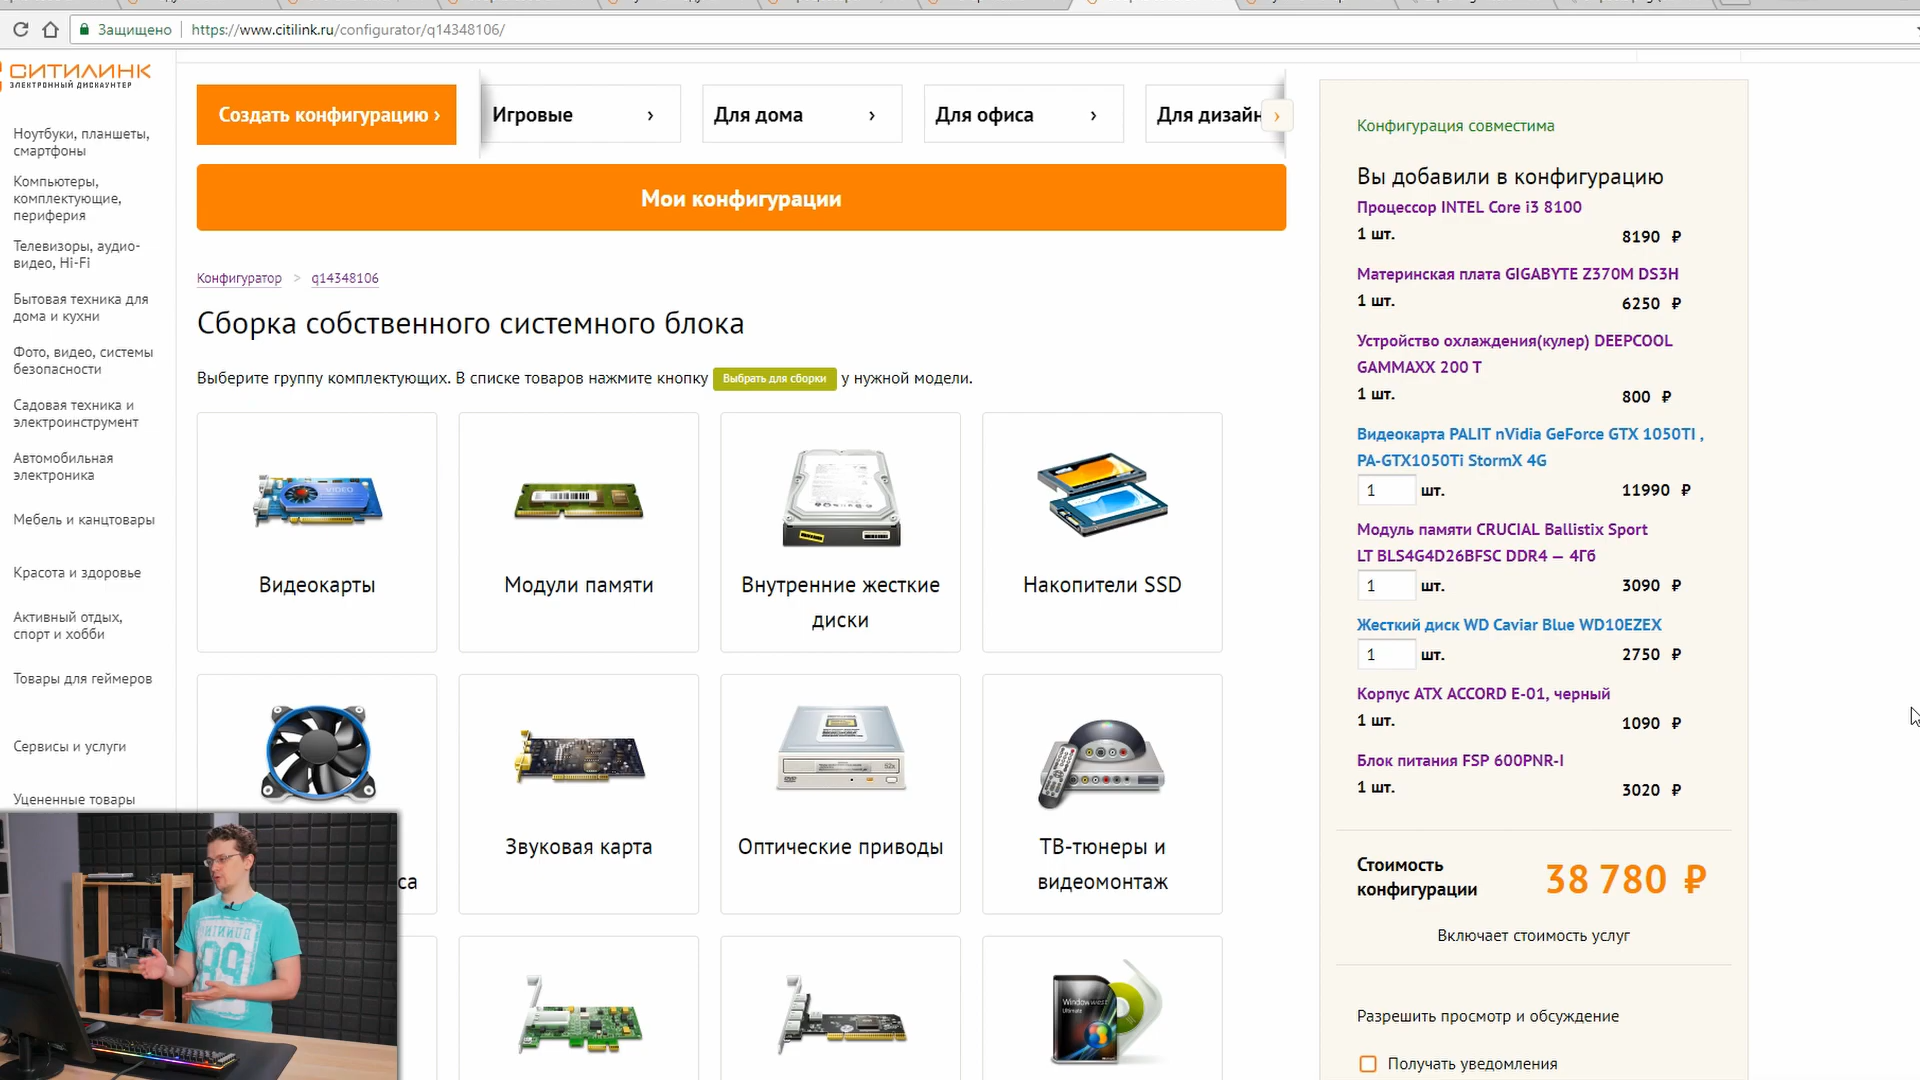 Защищено
https://www.citilink.ru/configurator/q14348106/
СИТИЛИНК
ЭЛЕКТРОННЫЙ ДИСКАУНТЕР
Ноутбуки, планшеты,
смартфоны
Компьютеры,
комплектующие,
периферия
Телевизоры, аудио-
видео, Hi-Fi
Бытовая техника для
дома и кухни
Фото, видео, системы
безопасности
Садовая техника и
электроинструмент
Автомобильная
электроника
Мебель и канцтовары
Красота и здоровье
Активный отдых,
спорт и хобби
Товары для геймеров
Сервисы и услуги
Уцененные товары
Создать конфигурацию ›
Игровые ›
Для дома ›
Для офиса ›
Для дизайн ›
Мои конфигурации
Конфигуратор > q14348106
Сборка собственного системного блока
Выберите группу комплектующих. В списке товаров нажмите кнопку Выбрать для сборки у нужной модели.
VIDEO
Видеокарты
Модули памяти
Внутренние жесткие
диски
Накопители SSD
са
Звуковая карта
52x
Оптические приводы
ТВ-тюнеры и
видеомонтаж
Ultimate
Конфигурация совместима
Вы добавили в конфигурацию
Процессор INTEL Core i3 8100
1 шт. 8190 ₽
Материнская плата GIGABYTE Z370M DS3H
1 шт. 6250 ₽
Устройство охлаждения(кулер) DEEPCOOL
GAMMAXX 200 T
1 шт. 800 ₽
Видеокарта PALIT nVidia GeForce GTX 1050TI ,
PA-GTX1050Ti StormX 4G
1 шт. 11990 ₽
Модуль памяти CRUCIAL Ballistix Sport
LT BLS4G4D26BFSC DDR4 — 4Гб
1 шт. 3090 ₽
Жесткий диск WD Caviar Blue WD10EZEX
1 шт. 2750 ₽
Корпус ATX ACCORD E-01, черный
1 шт. 1090 ₽
Блок питания FSP 600PNR-I
1 шт. 3020 ₽
Стоимость
конфигурации
38 780 ₽
Включает стоимость услуг
Разрешить просмотр и обсуждение
Получать уведомления